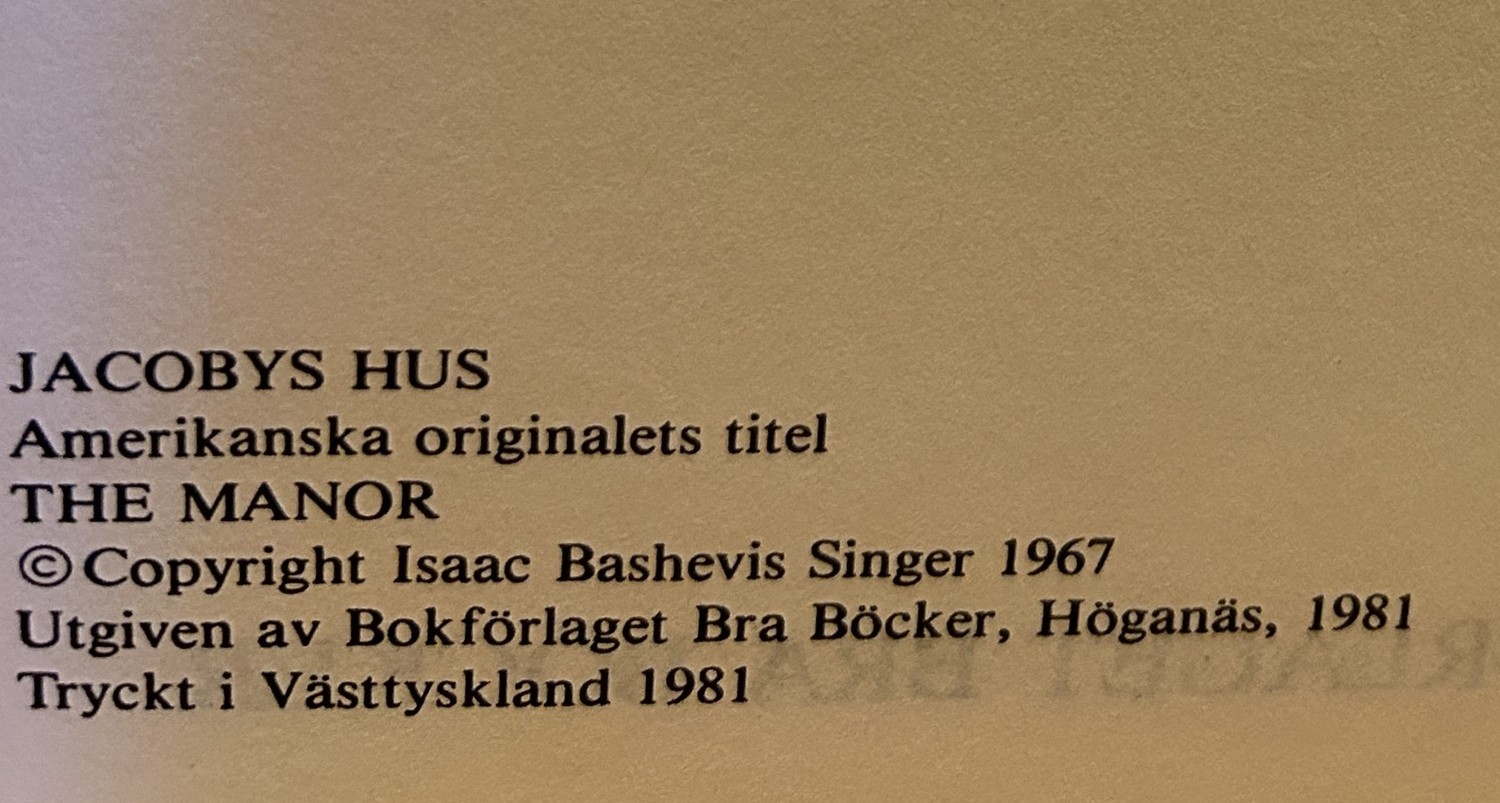 JACOBYS HUS
Amerikanska originalets titel
THE MANOR
© Copyright Isaac Bashevis Singer 1967
Utgiven av Bokförlaget Bra Böcker, Höganäs, 1981
Tryckt i Västtyskland 1981